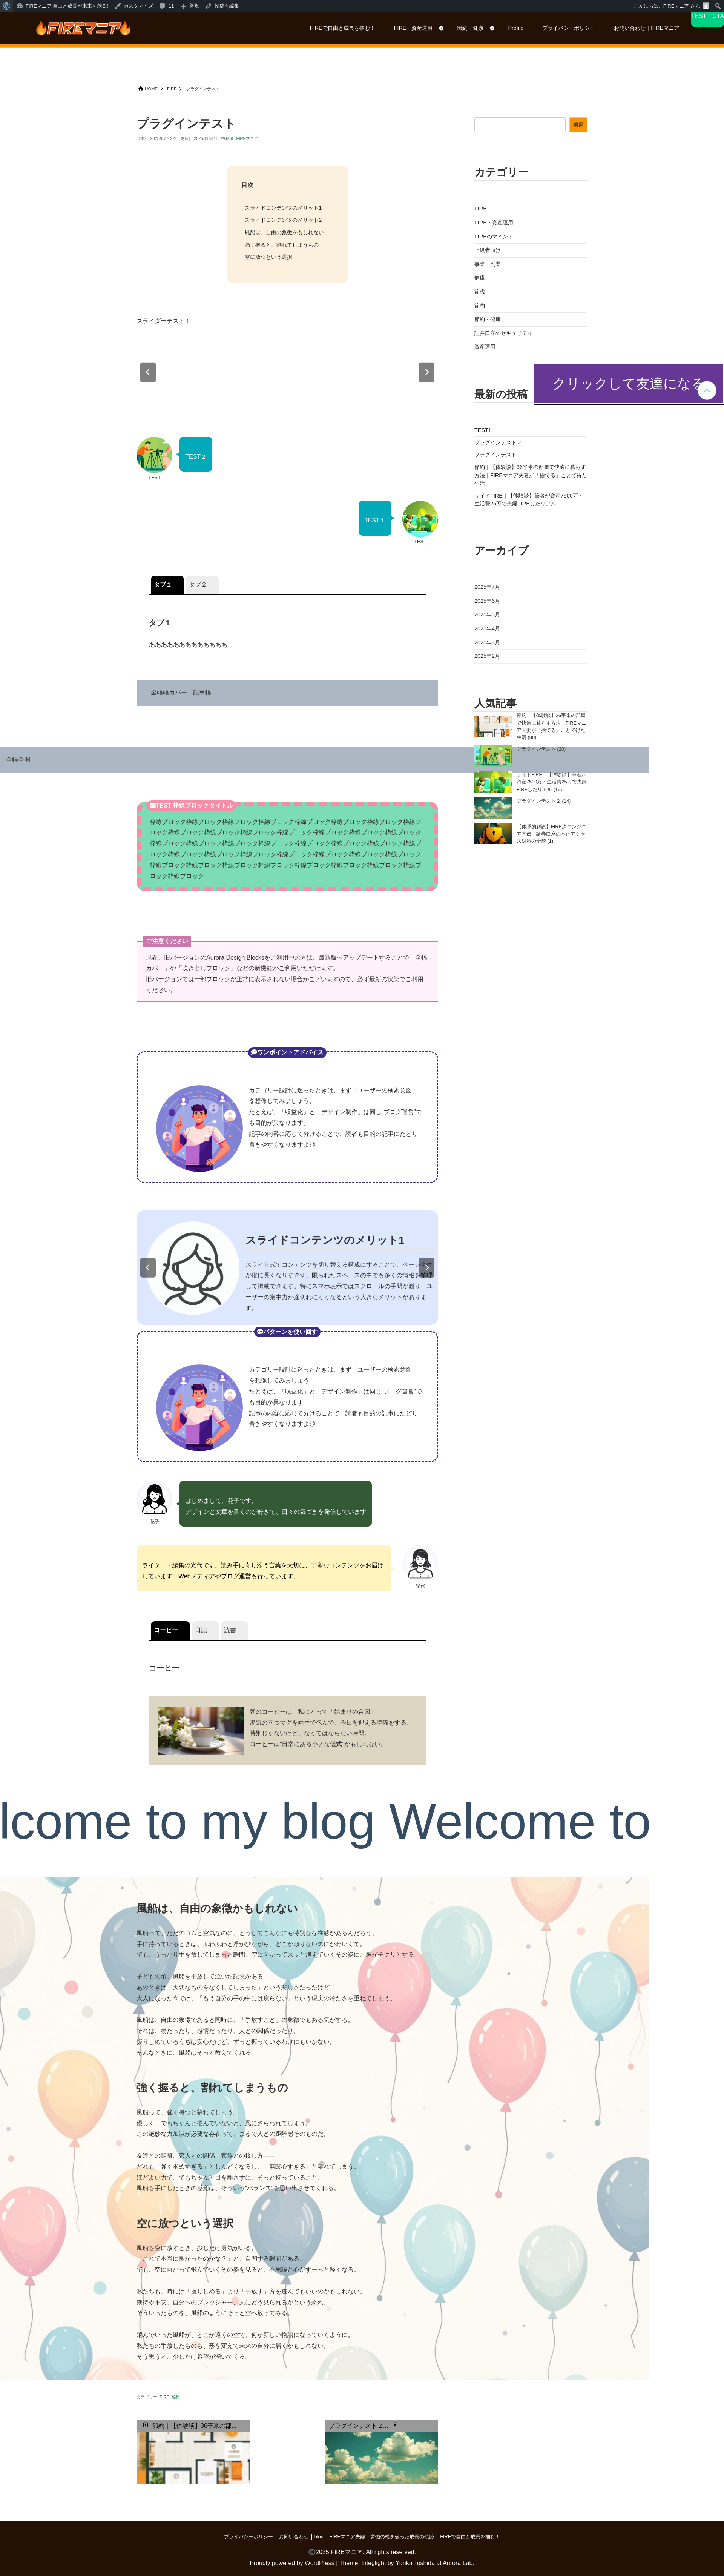 FIREマニア 自由と成長が未来を創る!
カスタマイズ
11
新規
投稿を編集
こんにちは、FIREマニア さん
FIREマニア
FIREで自由と成長を掴む！
FIRE・資産運用
節約・健康
Profile
プライバシーポリシー
お問い合わせ｜FIREマニア
TEST CTA
HOME
FIRE
プラグインテスト
プラグインテスト
公開日:2025年7月22日 更新日:2025年8月1日 投稿者: FIREマニア
目次
スライドコンテンツのメリット1
スライドコンテンツのメリット2
風船は、自由の象徴かもしれない
強く握ると、割れてしまうもの
空に放つという選択
スライダーテスト１
TEST２
TEST
TEST１
TEST
タブ１
タブ２
タブ１
あああああああああああああ
全幅幅カバー　記事幅
全幅全開
TEST 枠線ブロックタイトル
枠線ブロック枠線ブロック枠線ブロック枠線ブロック枠線ブロック枠線ブロック枠線ブロック枠線ブ
ロック枠線ブロック枠線ブロック枠線ブロック枠線ブロック枠線ブロック枠線ブロック枠線ブロック
枠線ブロック枠線ブロック枠線ブロック枠線ブロック枠線ブロック枠線ブロック枠線ブロック枠線ブ
ロック枠線ブロック枠線ブロック枠線ブロック枠線ブロック枠線ブロック枠線ブロック枠線ブロック
枠線ブロック枠線ブロック枠線ブロック枠線ブロック枠線ブロック枠線ブロック枠線ブロック枠線ブ
ロック枠線ブロック
ご注意ください
現在、旧バージョンのAurora Design Blocksをご利用中の方は、最新版へアップデートすることで「全幅
カバー」や「吹き出しブロック」などの新機能がご利用いただけます。
旧バージョンでは一部ブロックが正常に表示されない場合がございますので、必ず最新の状態でご利用
ください。
ワンポイントアドバイス
カテゴリー設計に迷ったときは、まず「ユーザーの検索意図」
を想像してみましょう。
たとえば、「収益化」と「デザイン制作」は同じ“ブログ運営”で
も目的が異なります。
記事の内容に応じて分けることで、読者も目的の記事にたどり
着きやすくなりますよ◎
スライドコンテンツのメリット1
スライド式でコンテンツを切り替える構成にすることで、ページ全体
が縦に長くなりすぎず、限られたスペースの中でも多くの情報を整理
して掲載できます。特にスマホ表示ではスクロールの手間が減り、ユ
ーザーの集中力が途切れにくくなるという大きなメリットがありま
す。
パターンを使い回す
カテゴリー設計に迷ったときは、まず「ユーザーの検索意図」
を想像してみましょう。
たとえば、「収益化」と「デザイン制作」は同じ“ブログ運営”で
も目的が異なります。
記事の内容に応じて分けることで、読者も目的の記事にたどり
着きやすくなりますよ◎
はじめまして、花子です。
デザインと文章を書くのが好きで、日々の気づきを発信しています
花子
ライター・編集の光代です。読み手に寄り添う言葉を大切に、丁寧なコンテンツをお届け
しています。Webメディアやブログ運営も行っています。
光代
コーヒー
日記
読書
コーヒー
朝のコーヒーは、私にとって「始まりの合図」。
湯気の立つマグを両手で包んで、今日を迎える準備をする。
特別じゃないけど、なくてはならない時間。
コーヒーは“日常にある小さな儀式”かもしれない。
lcome to my blog Welcome to
風船は、自由の象徴かもしれない
風船って、ただのゴムと空気なのに、どうしてこんなにも特別な存在感があるんだろう。
手に持っているときは、ふわふわと浮かびながら、どこか頼りないのにかわいくて。
でも、うっかり手を放してしまった瞬間、空に向かってスッと消えていくその姿に、胸がチクリとする。
子どもの頃、風船を手放して泣いた記憶がある。
あのときは「大切なものをなくしてしまった」という悲しさだったけど、
大人になった今では、「もう自分の手の中には戻らない」という現実の冷たさを重ねてしまう。
風船は、自由の象徴であると同時に、「手放すこと」の象徴でもある気がする。
それは、物だったり、感情だったり、人との関係だったり。
握りしめているうちは安心だけど、ずっと握っているわけにもいかない。
そんなときに、風船はそっと教えてくれる。
強く握ると、割れてしまうもの
風船って、強く持つと割れてしまう。
優しく、でもちゃんと掴んでいないと、風にさらわれてしまう。
この絶妙な力加減が必要な存在って、まるで人との距離感そのものだ。
友達との距離、恋人との関係、家族との接し方――
どれも「強く求めすぎる」としんどくなるし、「無関心すぎる」と離れてしまう。
ほどよい力で、でもちゃんと目を離さずに、そっと持っていること。
風船を手にしたときの感覚は、そういう“バランス”を思い出させてくれる。
空に放つという選択
風船を空に放すとき、少しだけ勇気がいる。
「これで本当に良かったのかな？」と、自問する瞬間がある。
でも、空に向かって飛んでいくその姿を見ると、不思議と心がすーっと軽くなる。
私たちも、時には「握りしめる」より「手放す」方を選んでもいいのかもしれない。
期待や不安、自分へのプレッシャー、人にどう見られるかという恐れ。
そういったものを、風船のようにそっと空へ放ってみる。
飛んでいった風船が、どこか遠くの空で、何か新しい物語になっていくように。
私たちの手放したものも、形を変えて未来の自分に届くかもしれない。
そう思うと、少しだけ希望が湧いてくる。
カテゴリー: FIRE, 編集
節約｜【体験談】36平米の部...
プラグインテスト２...
検索
カテゴリー
FIRE
FIRE・資産運用
FIREのマインド
上級者向け
事業・副業
健康
節税
節約
節約・健康
証券口座のセキュリティ
資産運用
クリックして友達になる
最新の投稿
TEST1
プラグインテスト２
プラグインテスト
節約｜【体験談】36平米の部屋で快適に暮らす
方法｜FIREマニア夫妻が「捨てる」ことで得た
生活
サイドFIRE｜【体験談】筆者が資産7500万・
生活費25万で夫婦FIREしたリアル
アーカイブ
2025年7月
2025年6月
2025年5月
2025年4月
2025年3月
2025年2月
人気記事
節約｜【体験談】36平米の部屋
で快適に暮らす方法｜FIREマニ
ア夫妻が「捨てる」ことで得た
生活 (80)
プラグインテスト (25)
サイドFIRE｜【体験談】筆者が
資産7500万・生活費25万で夫婦
FIREしたリアル (16)
プラグインテスト２ (14)
【体系的解説】FIRE済エンジニ
ア直伝｜証券口座の不正アクセ
ス対策の全貌 (1)
プライバシーポリシー
お問い合わせ
blog
FIREマニア夫婦 – 労働の檻を破った成長の軌跡
FIREで自由と成長を掴む！
Ⓒ2025 FIREマニア. All rights reserved.
Proudly powered by WordPress | Theme: Integlight by Yurika Toshida at Aurora Lab.